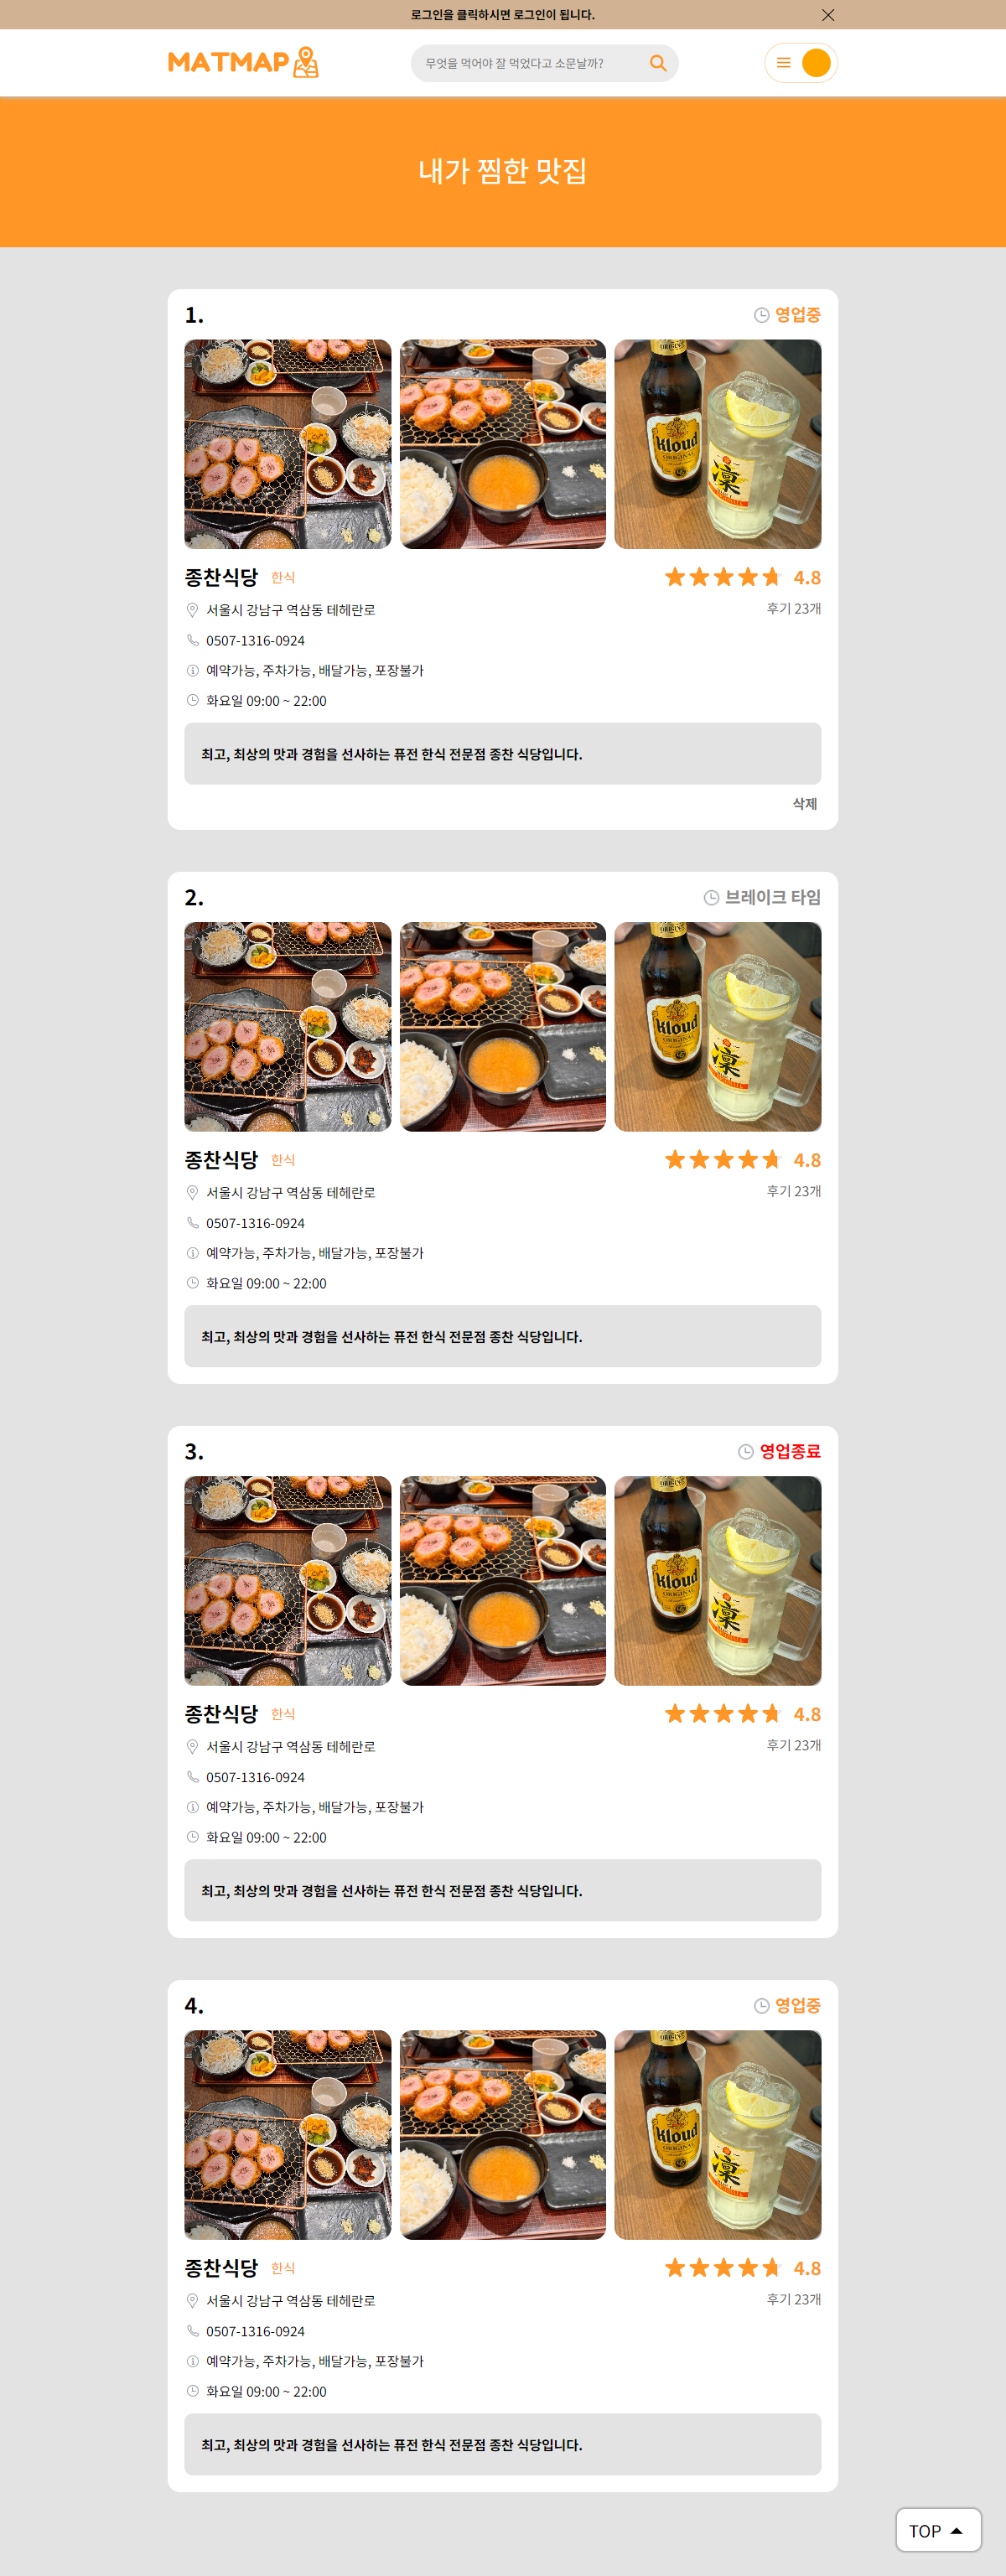 로그인을 클릭하시면 로그인이 됩니다.
MATMAP
무엇을 먹어야 잘 먹었다고 소문날까?
내가 찜한 맛집
1.
영업중
Kloud
ORIGINAL
凜
종찬식당 한식
4.8
서울시 강남구 역삼동 테헤란로
후기 23개
0507-1316-0924
예약가능, 주차가능, 배달가능, 포장불가
화요일 09:00 ~ 22:00
최고, 최상의 맛과 경험을 선사하는 퓨전 한식 전문점 종찬 식당입니다.
삭제
2.
브레이크 타임
Kloud
ORIGINAL
凜
종찬식당 한식
4.8
서울시 강남구 역삼동 테헤란로
후기 23개
0507-1316-0924
예약가능, 주차가능, 배달가능, 포장불가
화요일 09:00 ~ 22:00
최고, 최상의 맛과 경험을 선사하는 퓨전 한식 전문점 종찬 식당입니다.
3.
영업종료
Kloud
ORIGINAL
凜
종찬식당 한식
4.8
서울시 강남구 역삼동 테헤란로
후기 23개
0507-1316-0924
예약가능, 주차가능, 배달가능, 포장불가
화요일 09:00 ~ 22:00
최고, 최상의 맛과 경험을 선사하는 퓨전 한식 전문점 종찬 식당입니다.
4.
영업중
Kloud
ORIGINAL
凜
종찬식당 한식
4.8
서울시 강남구 역삼동 테헤란로
후기 23개
0507-1316-0924
예약가능, 주차가능, 배달가능, 포장불가
화요일 09:00 ~ 22:00
최고, 최상의 맛과 경험을 선사하는 퓨전 한식 전문점 종찬 식당입니다.
TOP